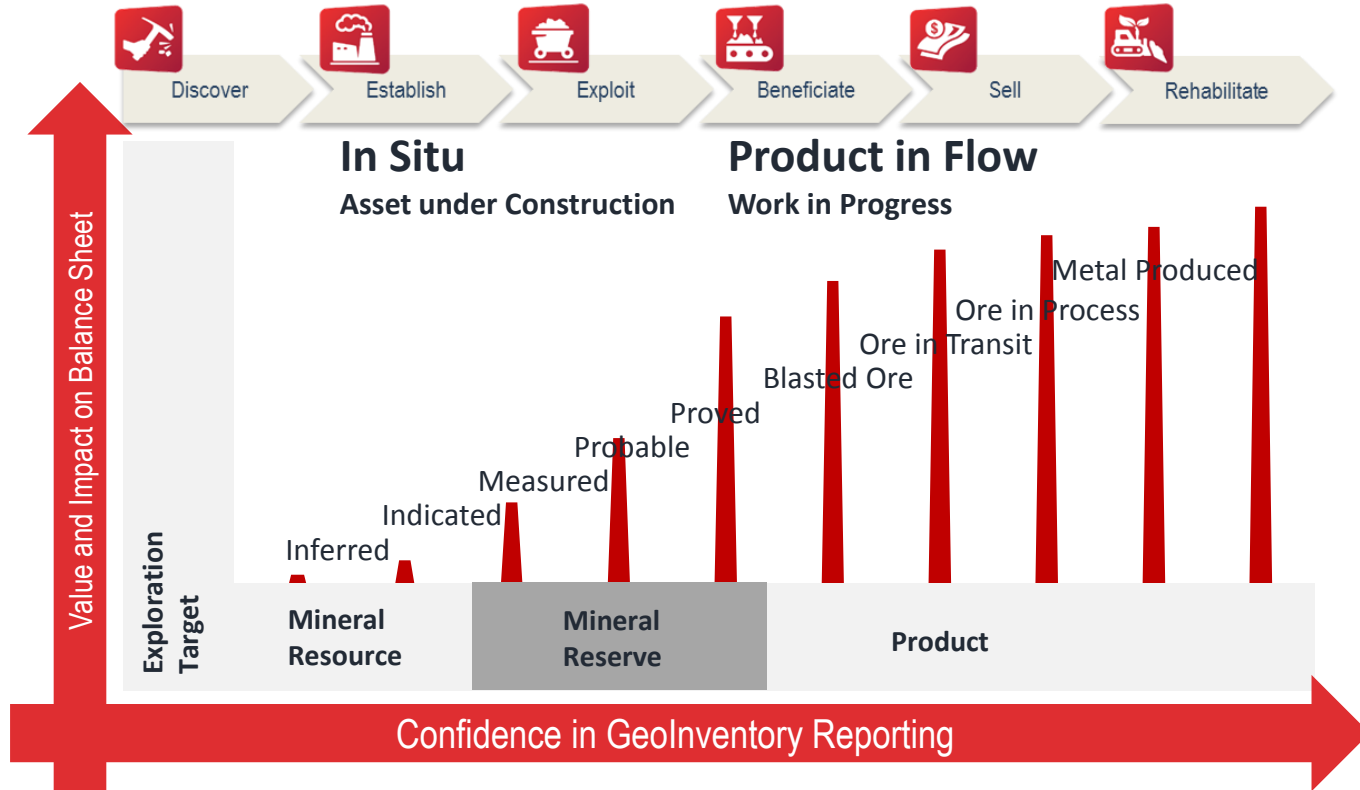 Discover
Establish
Exploit
Beneficiate
Sell
Rehabilitate
In Situ
Asset under Construction
Product in Flow
Work in Progress
Value and Impact on Balance Sheet
Metal Produced
Ore in Process
Ore in Transit
Blasted Ore
Proved
Probable
Measured
Indicated
Inferred
Exploration
Target
Mineral
Resource
Mineral
Reserve
Product
Confidence in GeoInventory Reporting
$